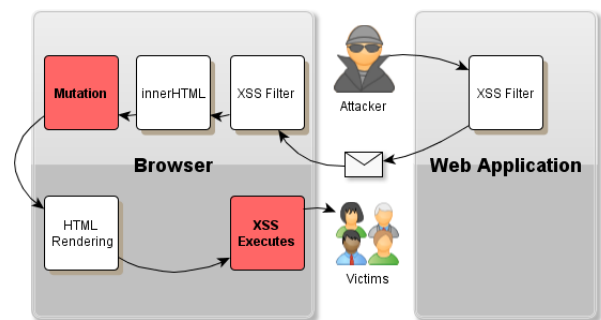 Mutation
innerHTML
XSS Filter
Attacker
XSS Filter
Browser
Web Application
HTML
Rendering
XSS
Executes
Victims